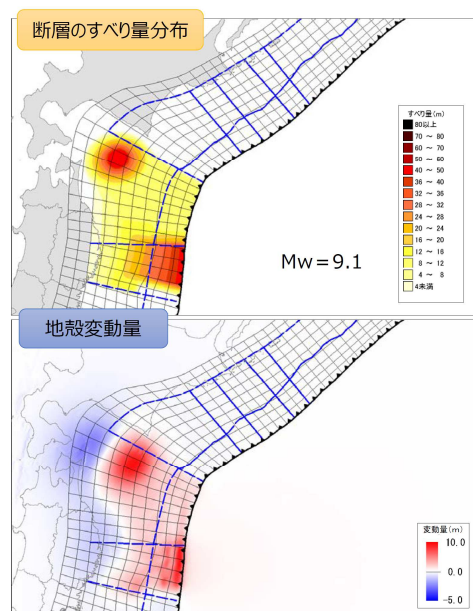 断層のすべり量分布
すべり量(m)
80以上
70 ~ 80
60 ~ 70
50 ~ 60
40 ~ 50
36 ~ 40
32 ~ 36
28 ~ 32
24 ~ 28
20 ~ 24
16 ~ 20
12 ~ 16
8 ~ 12
4 ~ 8
4未満
Mw=9.1
地殻変動量
変動量(m)
10.0
0.0
-5.0